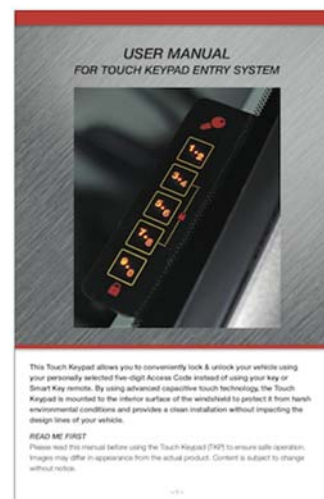 USER MANUAL
FOR TOUCH KEYPAD ENTRY SYSTEM
1•2
3•4
5•6
7•8
9•0
This Touch Keypad allows you to conveniently lock & unlock your vehicle using
your personally selected five-digit Access Code instead of using your key or
Smart Key remote. By using advanced capacitive touch technology, the Touch
Keypad is mounted to the interior surface of the windshield to protect it from harsh
environmental conditions and provides a clean installation without impacting the
design lines of your vehicle.
READ ME FIRST
Please read this manual before using the Touch Keypad (TKP) to ensure safe operation.
Images may differ in appearance from the actual product. Content is subject to change
without notice.